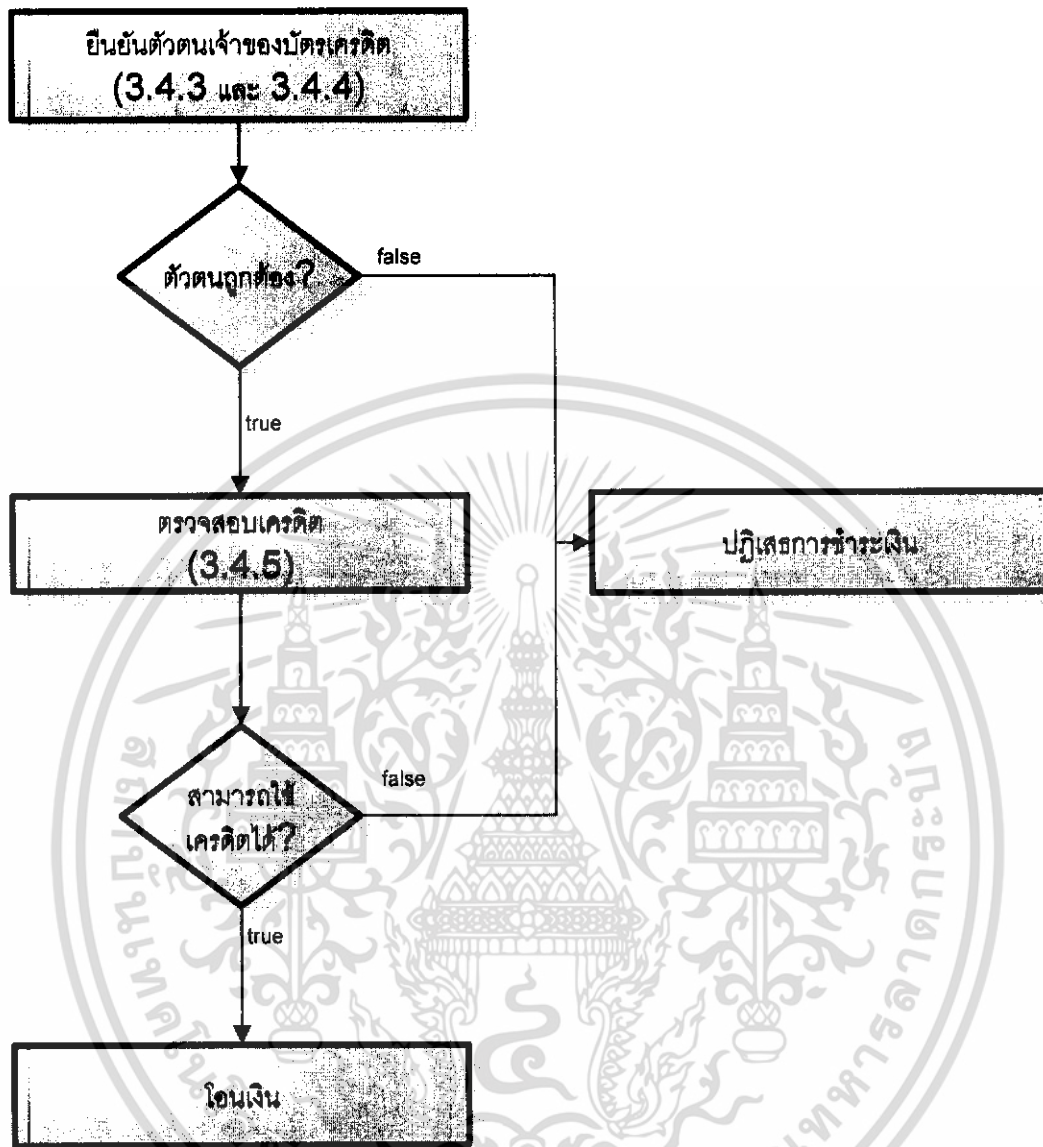 ยืนยันตัวตนเจ้าของบัตรเครดิต
(3.4.3 และ 3.4.4)
ตัวตนถูกต้อง?
false
true
ตรวจสอบเครดิต
(3.4.5)
ปฏิเสธการชำระเงิน
สามารถใช้
เครดิตได้?
false
true
โอนเงิน